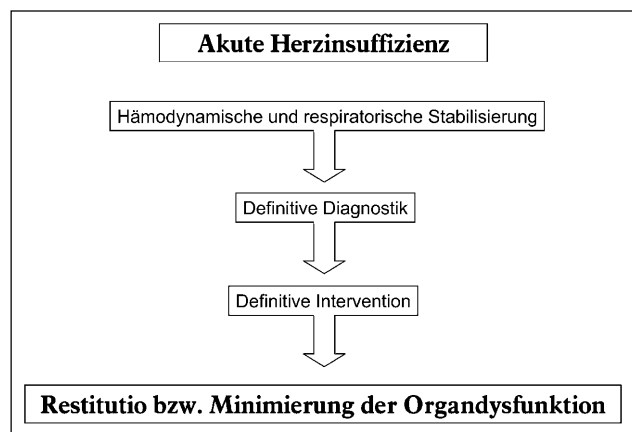 Akute Herzinsuffizienz
Hämodynamische und respiratorische Stabilisierung
Definitive Diagnostik
Definitive Intervention
Restitutio bzw. Minimierung der Organdysfunktion